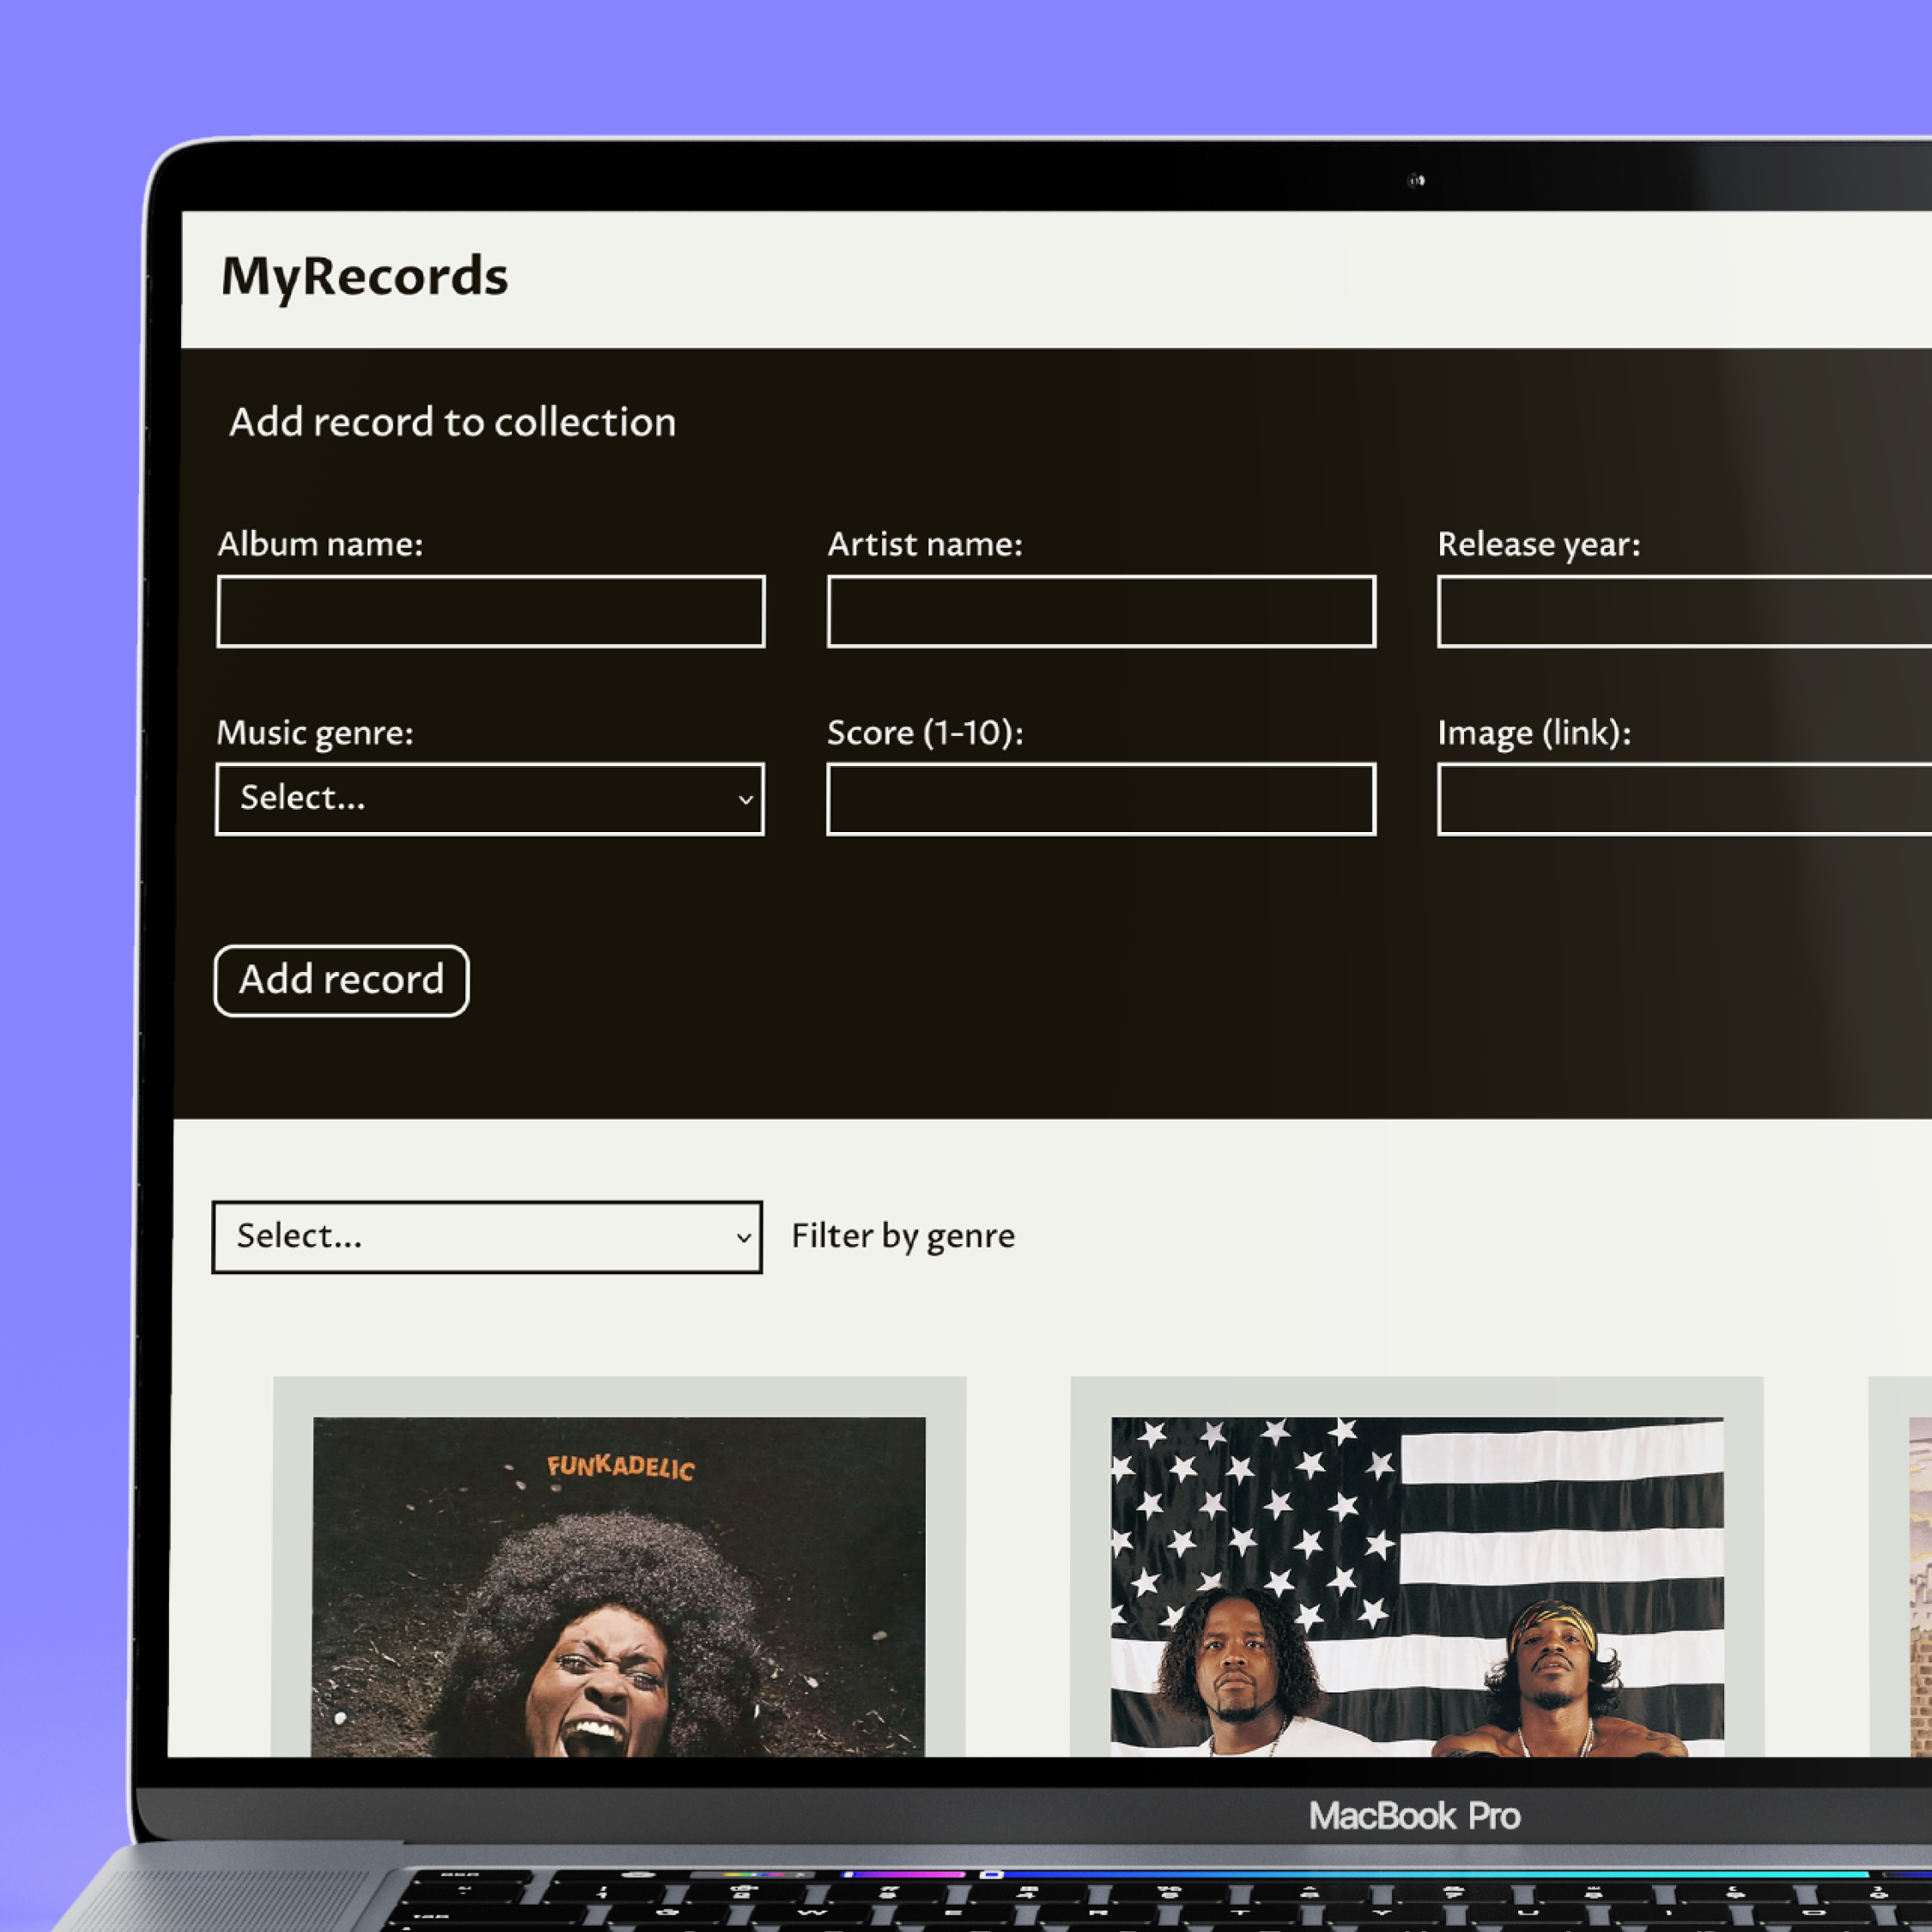 MyRecords
Add record to collection
Album name:
Artist name:
Release year:
Music genre:
Score (1-10):
Image (link):
Select...
Add record
Select...
Filter by genre
FUNKADELIC
MacBook Pro